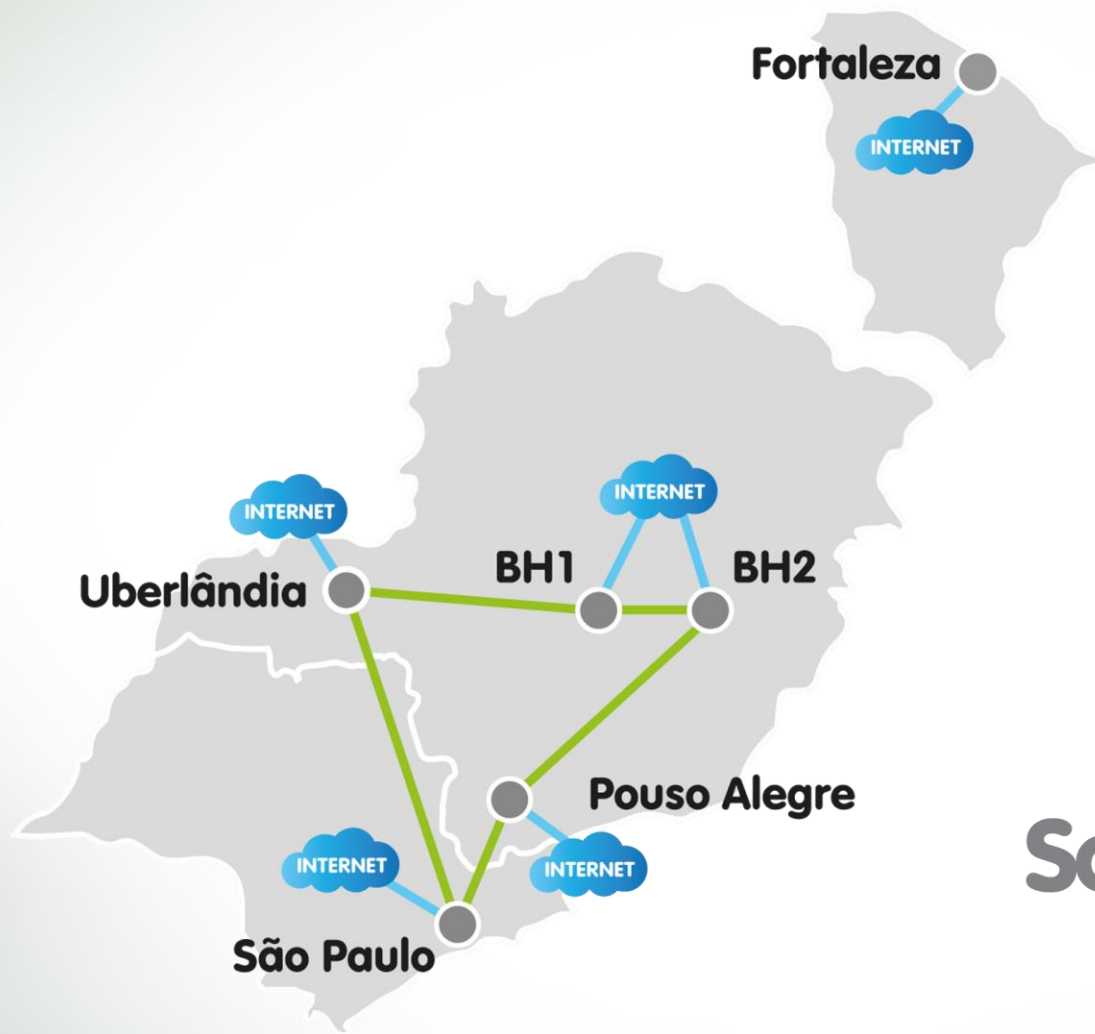 Fortaleza
INTERNET
INTERNET
INTERNET
BH1
BH2
Uberlândia
Pouso Alegre
INTERNET
INTERNET
São Paulo